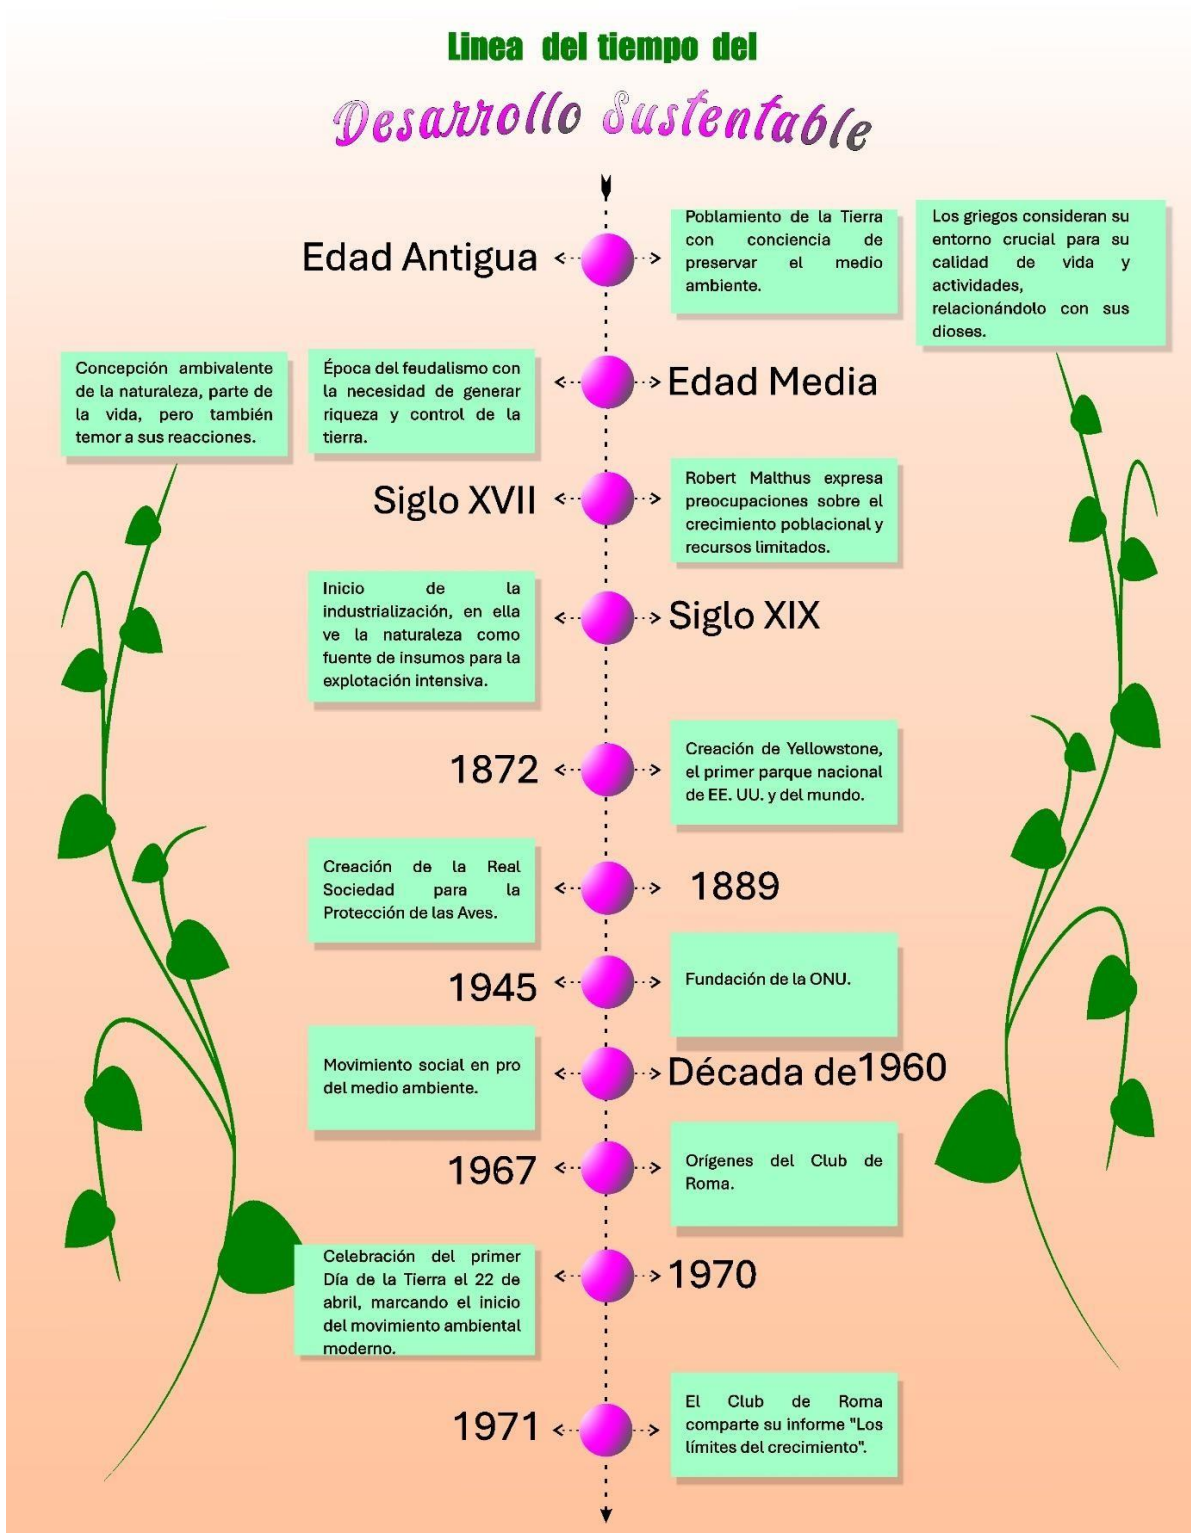 Linea del tiempo del
Desarrollo Sustentable
Edad Antigua
Poblamiento de la Tierra
con conciencia de
preservar el medio
ambiente.
Los griegos consideran su
entorno crucial para su
calidad de vida y
actividades,
relacionándolo con sus
dioses.
Edad Media
Época del feudalismo con
la necesidad de generar
riqueza y control de la
tierra.
Concepción ambivalente
de la naturaleza, parte de
la vida, pero también
temor a sus reacciones.
Siglo XVII
Robert Malthus expresa
preocupaciones sobre el
crecimiento poblacional y
recursos limitados.
Siglo XIX
Inicio de la
industrialización, en ella
ve la naturaleza como
fuente de insumos para la
explotación intensiva.
1872
Creación de Yellowstone,
el primer parque nacional
de EE. UU. y del mundo.
1889
Creación de la Real
Sociedad para la
Protección de las Aves.
1945
Fundación de la ONU.
Década de 1960
Movimiento social en pro
del medio ambiente.
1967
Orígenes del Club de
Roma.
1970
Celebración del primer
Día de la Tierra el 22 de
abril, marcando el inicio
del movimiento ambiental
moderno.
1971
El Club de Roma
comparte su informe "Los
límites del crecimiento".